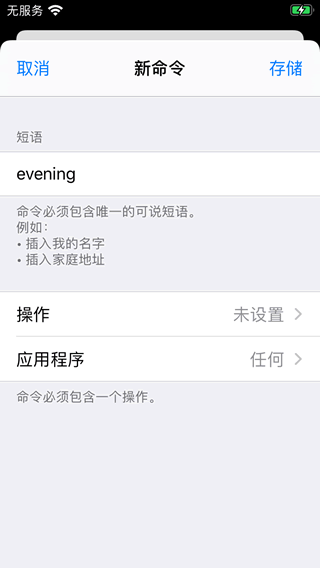 无服务
取消 新命令 存储
短语
evening
命令必须包含唯一的可说短语。
例如：
• 插入我的名字
• 插入家庭地址
操作 未设置
应用程序 任何
命令必须包含一个操作。